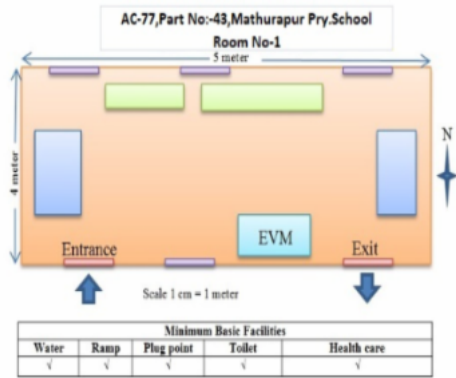 AC-77,Part No:-43,Mathurapur Pry.School
Room No-1
5 meter
4 meter
N
EVM
Entrance
Exit
Scale 1 cm = 1 meter
Minimum Basic Facilities
Water Ramp Plug point Toilet Health care
√ √ √ √ √